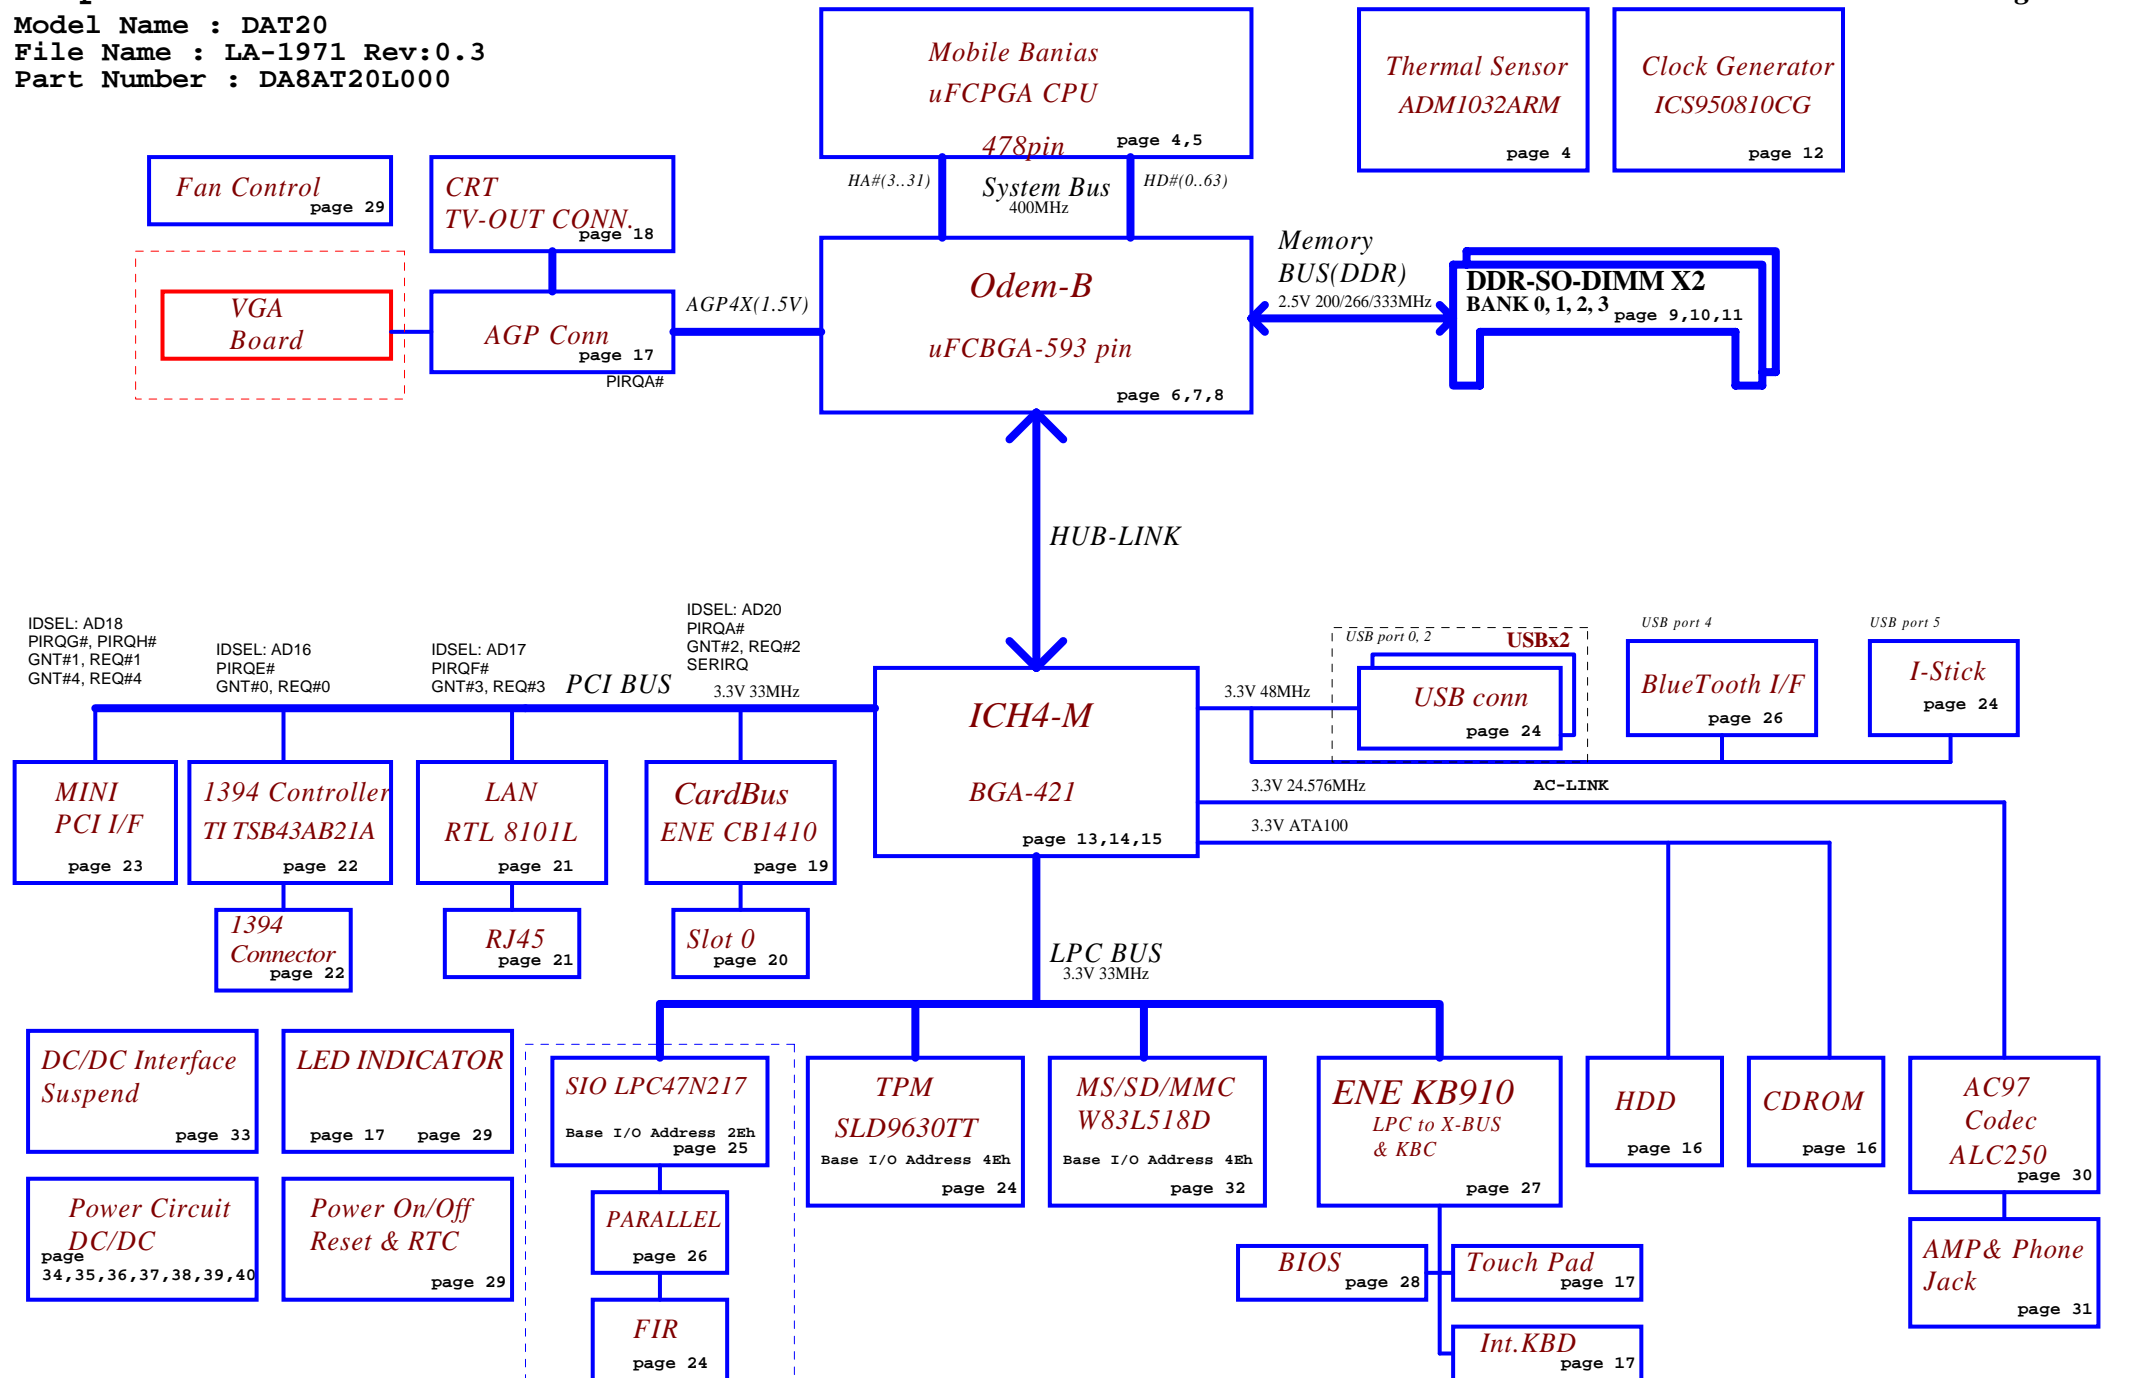 Model Name : DAT20
File Name : LA-1971 Rev:0.3
Part Number : DA8AT20L000
Mobile Banias
uFCPGA CPU
478pin
page 4,5
Thermal Sensor
ADM1032ARM
page 4
Clock Generator
ICS950810CG
page 12
Fan Control
page 29
CRT
TV-OUT CONN.
page 18
HA#(3..31)
System Bus
400MHz
HD#(0..63)
VGA
Board
AGP Conn
page 17
PIRQA#
AGP4X(1.5V)
Odem-B
uFCBGA-593 pin
page 6,7,8
Memory
BUS(DDR)
2.5V 200/266/333MHz
DDR-SO-DIMM X2
BANK 0, 1, 2, 3
page 9,10,11
HUB-LINK
IDSEL: AD18
PIRQG#, PIRQH#
GNT#1, REQ#1
GNT#4, REQ#4
IDSEL: AD16
PIRQE#
GNT#0, REQ#0
IDSEL: AD17
PIRQF#
GNT#3, REQ#3
IDSEL: AD20
PIRQA#
GNT#2, REQ#2
SERIRQ
PCI BUS
3.3V 33MHz
ICH4-M
BGA-421
page 13,14,15
3.3V 48MHz
USB port 0, 2
USBx2
USB conn
page 24
USB port 4
BlueTooth I/F
page 26
USB port 5
I-Stick
page 24
3.3V 24.576MHz
AC-LINK
3.3V ATA100
MINI
PCI I/F
page 23
1394 Controller
TI TSB43AB21A
page 22
LAN
RTL 8101L
page 21
CardBus
ENE CB1410
page 19
1394
Connector
page 22
RJ45
page 21
Slot 0
page 20
LPC BUS
3.3V 33MHz
DC/DC Interface
Suspend
page 33
LED INDICATOR
page 17 page 29
SIO LPC47N217
Base I/O Address 2Eh
page 25
TPM
SLD9630TT
Base I/O Address 4Eh
page 24
MS/SD/MMC
W83L518D
Base I/O Address 4Eh
page 32
ENE KB910
LPC to X-BUS
& KBC
page 27
HDD
page 16
CDROM
page 16
AC97
Codec
ALC250
page 30
Power Circuit
DC/DC
page
34,35,36,37,38,39,40
Power On/Off
Reset & RTC
page 29
PARALLEL
page 26
FIR
page 24
BIOS
page 28
Touch Pad
page 17
Int.KBD
page 17
AMP& Phone
Jack
page 31